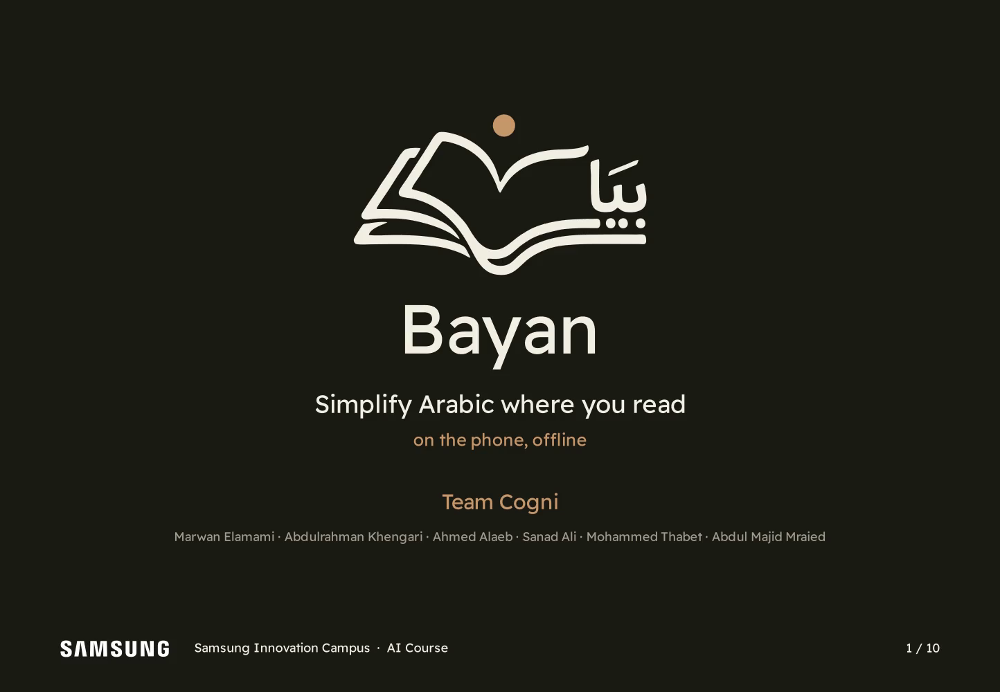 بيَا
Bayan
Simplify Arabic where you read
on the phone, offline
Team Cogni
Marwan Elamami · Abdulrahman Khengari · Ahmed Alaeb · Sanad Ali · Mohammed Thabet · Abdul Majid Mraied
SAMSUNG Samsung Innovation Campus · AI Course 1 / 10